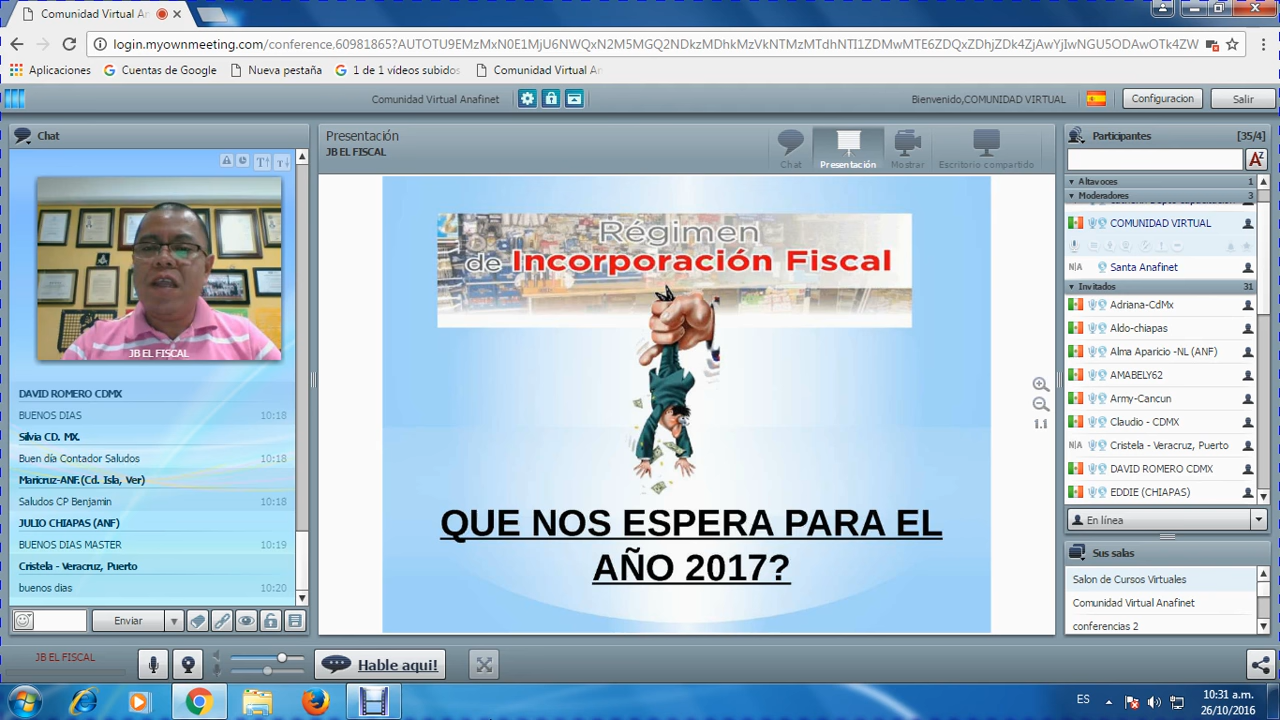 Comunidad Virtual Anafin
login.myownmeeting.com/conference,60981865?AUTOTU9EMzMxN0E1MjU6NWQxN2M5MGQ2NDkzMDhkMzVkNTMzMTdhNTI1ZDMwMTE6ZDQxZDhjZDk4ZjAwYjIwNGU5ODAwOTk4ZW
Aplicaciones
Cuentas de Google
Nueva pestaña
1 de 1 vídeos subidos
Comunidad Virtual An
Comunidad Virtual Anafinet
Bienvenido,COMUNIDAD VIRTUAL
Configuracion
Salir
Chat
JB EL FISCAL
DAVID ROMERO CDMX
BUENOS DIAS 10:18
Silvia CD. MX.
Buen día Contador Saludos 10:18
Maricruz-ANF.(Cd. Isla, Ver)
Saludos CP Benjamin 10:18
JULIO CHIAPAS (ANF)
BUENOS DIAS MASTER 10:19
Cristela - Veracruz, Puerto
buenos dias 10:20
Enviar
Presentación
JB EL FISCAL
Chat
Presentación
Mostrar
Escritorio compartido
Régimen
de Incorporación Fiscal
QUE NOS ESPERA PARA EL
AÑO 2017?
1.1
Participantes [35/4]
Altavoces 1
Moderadores 3
COMUNIDAD VIRTUAL
N/A Santa Anafinet
Invitados 31
Adriana-CdMx
Aldo-chiapas
Alma Aparicio -NL (ANF)
AMABELY62
Army-Cancun
Claudio - CDMX
N/A Cristela - Veracruz, Puerto
DAVID ROMERO CDMX
EDDIE (CHIAPAS)
En línea
Sus salas
Salon de Cursos Virtuales
Comunidad Virtual Anafinet
conferencias 2
JB EL FISCAL
Hable aqui!
ES
10:31 a.m.
26/10/2016